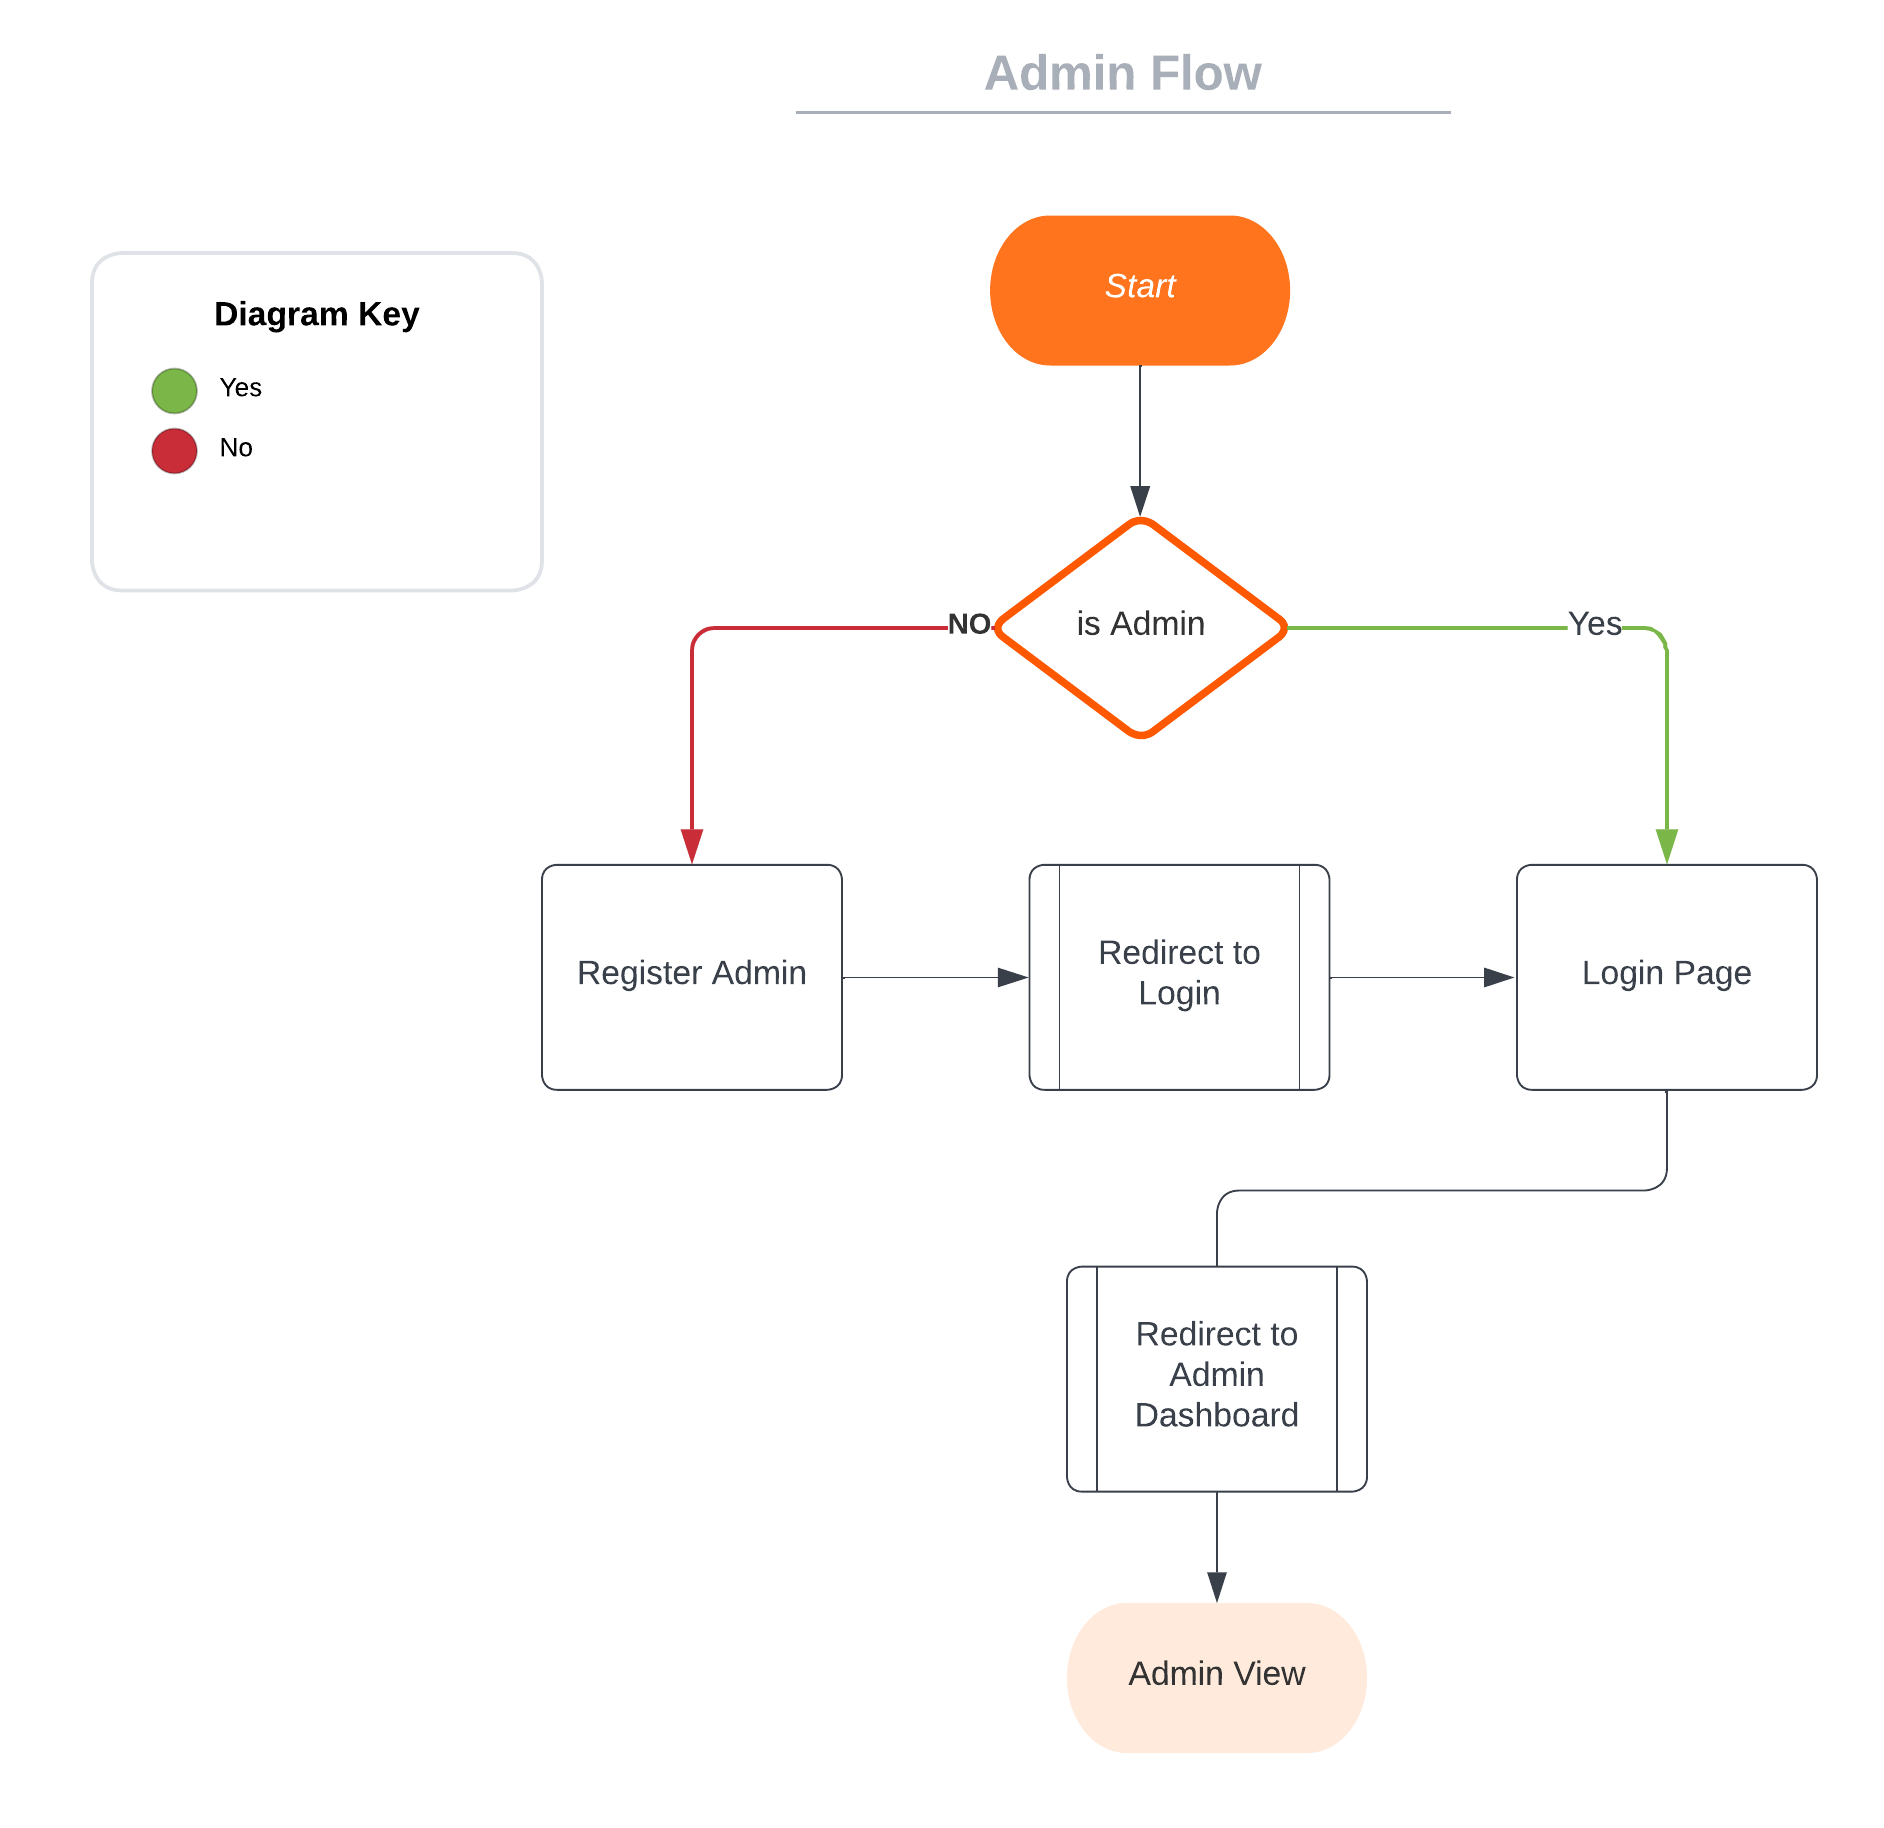 Admin Flow
Start
Diagram Key
Yes
No
NO
is Admin
Yes
Register Admin
Redirect to
Login
Login Page
Redirect to
Admin
Dashboard
Admin View